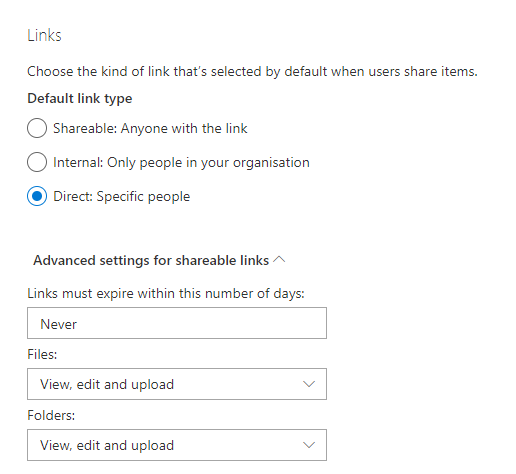 Links
Choose the kind of link that's selected by default when users share items.
Default link type
Shareable: Anyone with the link
Internal: Only people in your organisation
Direct: Specific people
Advanced settings for shareable links
Links must expire within this number of days:
Never
Files:
View, edit and upload
Folders:
View, edit and upload